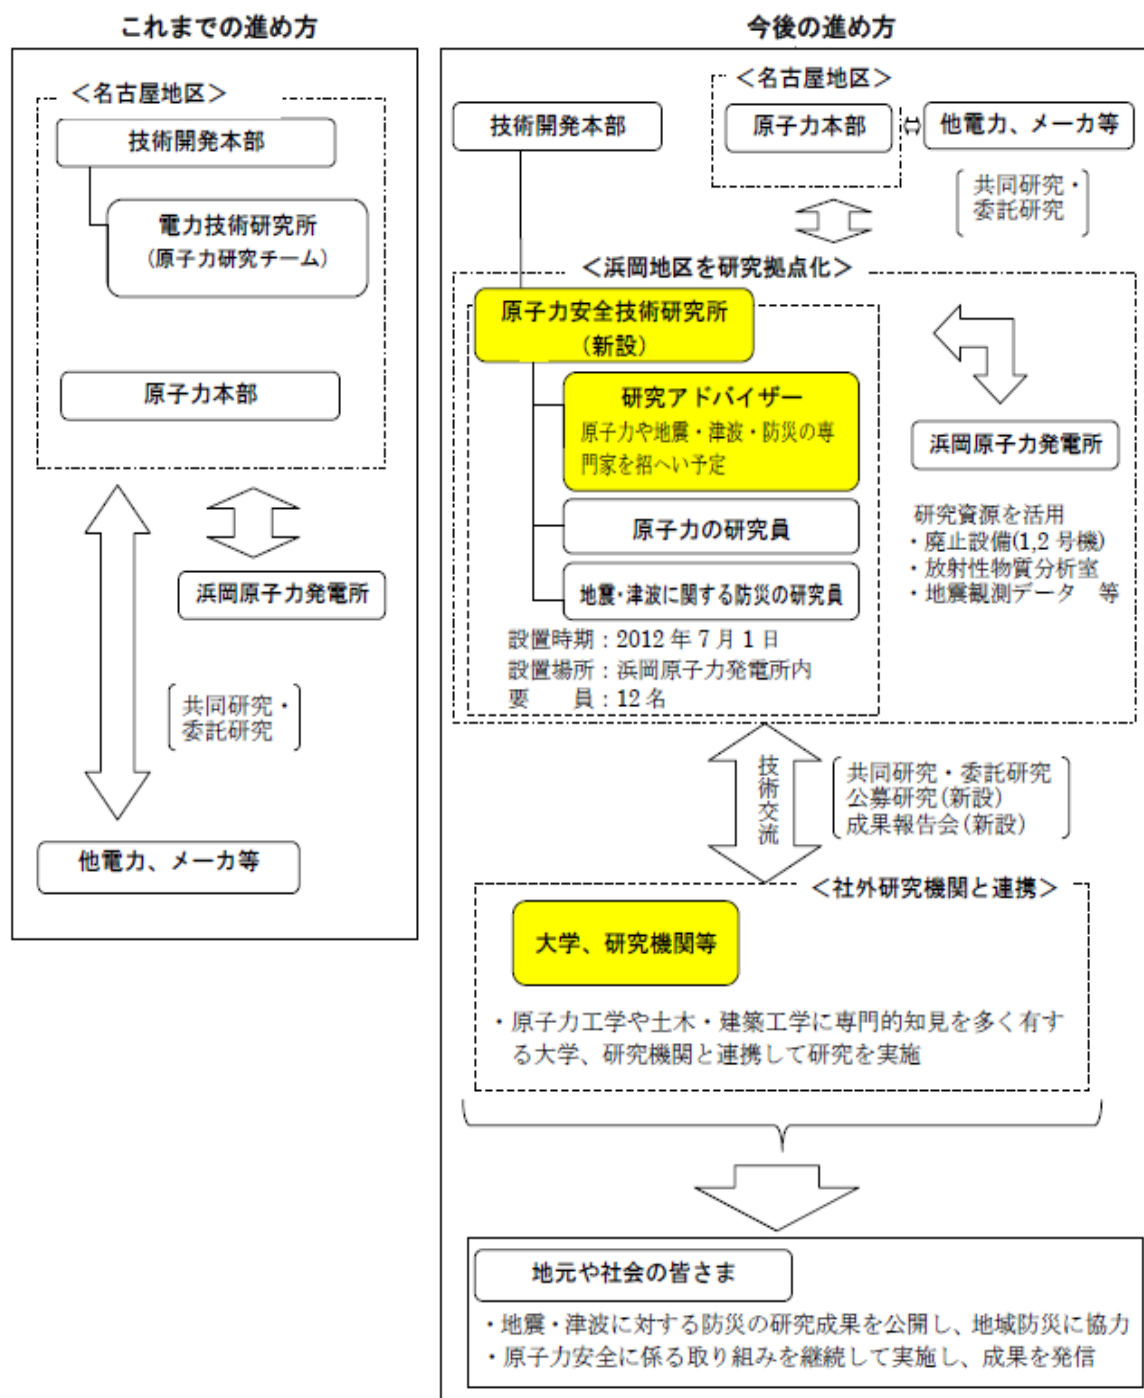 これまでの進め方
＜名古屋地区＞
技術開発本部
電力技術研究所
(原子力研究チーム)
原子力本部
浜岡原子力発電所
共同研究・
委託研究
他電力、メーカ等
今後の進め方
＜名古屋地区＞
技術開発本部
原子力本部
他電力、メーカ等
共同研究・
委託研究
＜浜岡地区を研究拠点化＞
原子力安全技術研究所
(新設)
研究アドバイザー
原子力や地震・津波・防災の専
門家を招へい予定
原子力の研究員
地震・津波に関する防災の研究員
設置時期：2012年7月1日
設置場所：浜岡原子力発電所内
要　　員：12名
浜岡原子力発電所
研究資源を活用
・廃止設備(1,2号機)
・放射性物質分析室
・地震観測データ　等
技術交流
共同研究・委託研究
公募研究(新設)
成果報告会(新設)
＜社外研究機関と連携＞
大学、研究機関等
・原子力工学や土木・建築工学に専門的知見を多く有す
る大学、研究機関と連携して研究を実施
地元や社会の皆さま
・地震・津波に対する防災の研究成果を公開し、地域防災に協力
・原子力安全に係る取り組みを継続して実施し、成果を発信